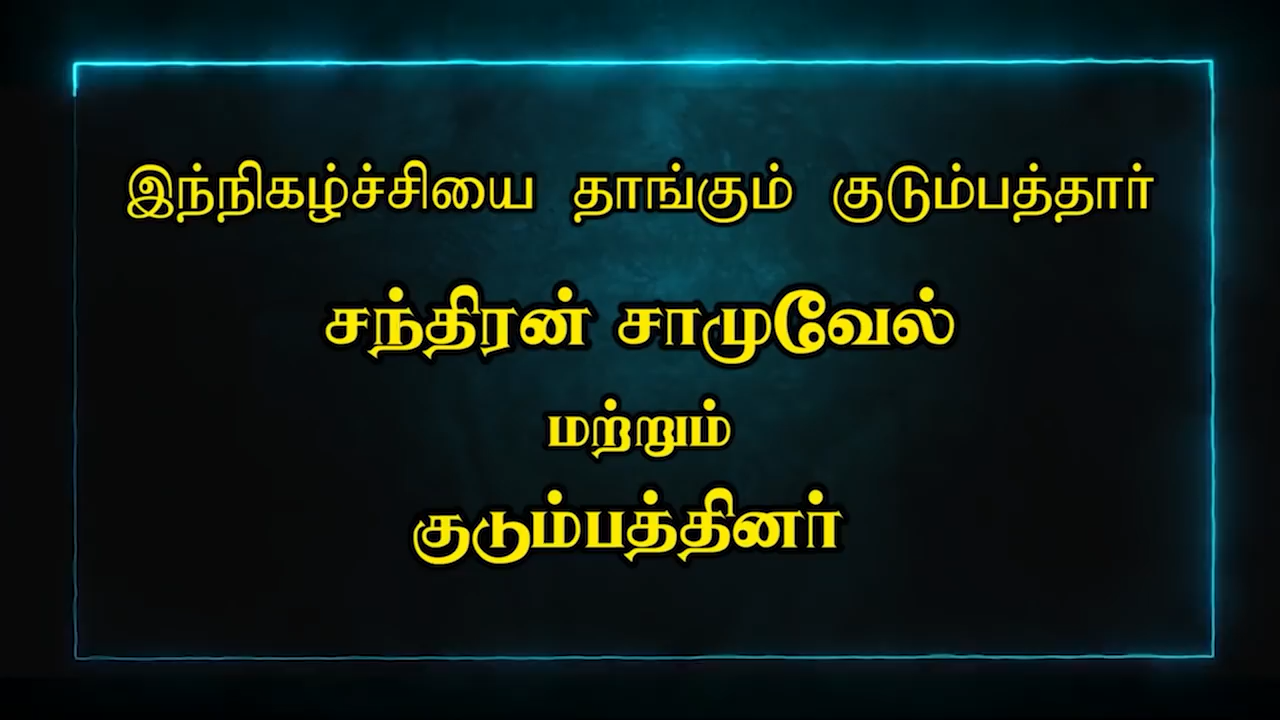 இந்நிகழ்ச்சியை தாங்கும் குடும்பத்தார்
சந்திரன் சாமுவேல்
மற்றும்
குடும்பத்தினர்